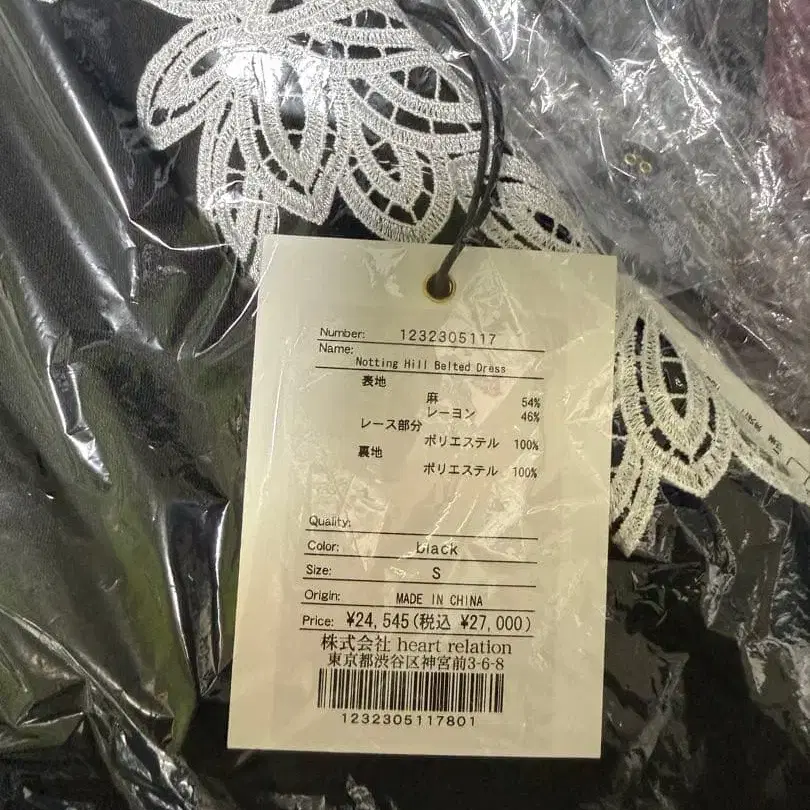 Number: 1232305117
Name: Notting Hill Belted Dress
表地
麻 54%
レーヨン 46%
レース部分
ポリエステル 100%
裏地
ポリエステル 100%
Quality:
Color: black
Size: S
Origin: MADE IN CHINA
Price: ¥24,545(税込 ¥27,000)
株式会社 heart relation
東京都渋谷区神宮前3-6-8
1232305117801